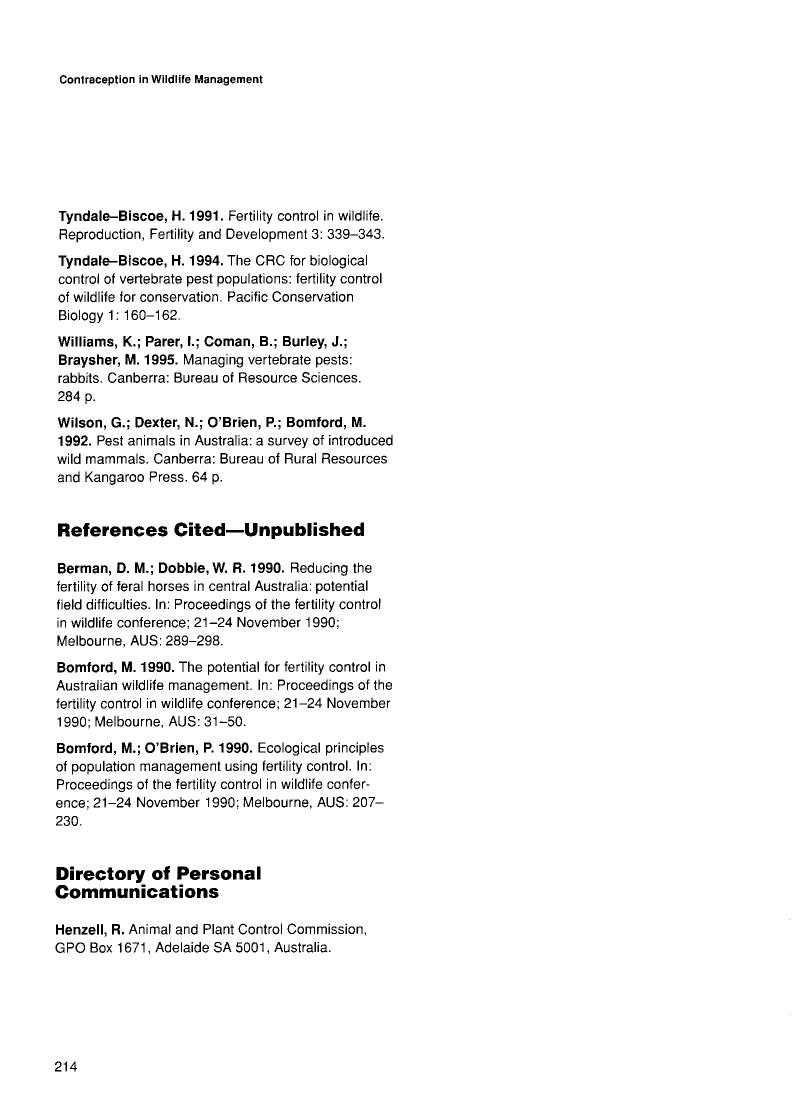 Contraception in Wildlife Management
Tyndale–Biscoe, H. 1991. Fertility control in wildlife.
Reproduction, Fertility and Development 3: 339–343.
Tyndale–Biscoe, H. 1994. The CRC for biological
control of vertebrate pest populations: fertility control
of wildlife for conservation. Pacific Conservation
Biology 1: 160–162.
Williams, K.; Parer, I.; Coman, B.; Burley, J.;
Braysher, M. 1995. Managing vertebrate pests:
rabbits. Canberra: Bureau of Resource Sciences.
284 p.
Wilson, G.; Dexter, N.; O'Brien, P.; Bomford, M.
1992. Pest animals in Australia: a survey of introduced
wild mammals. Canberra: Bureau of Rural Resources
and Kangaroo Press. 64 p.
References Cited—Unpublished
Berman, D. M.; Dobbie, W. R. 1990. Reducing the
fertility of feral horses in central Australia: potential
field difficulties. In: Proceedings of the fertility control
in wildlife conference; 21–24 November 1990;
Melbourne, AUS: 289–298.
Bomford, M. 1990. The potential for fertility control in
Australian wildlife management. In: Proceedings of the
fertility control in wildlife conference; 21–24 November
1990; Melbourne, AUS: 31–50.
Bomford, M.; O'Brien, P. 1990. Ecological principles
of population management using fertility control. In:
Proceedings of the fertility control in wildlife confer-
ence; 21–24 November 1990; Melbourne, AUS: 207–
230.
Directory of Personal
Communications
Henzell, R. Animal and Plant Control Commission,
GPO Box 1671, Adelaide SA 5001, Australia.
214